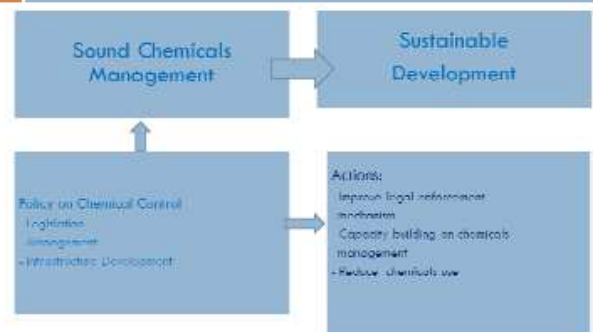 Sound Chemicals
Management
Sustainable
Development
Policy on Chemical Control
- Legislation
- Management
- Infrastructure Development
Actions:
- Improve legal enforcement
mechanism
- Capacity building on chemicals
management
- Reduce chemicals use